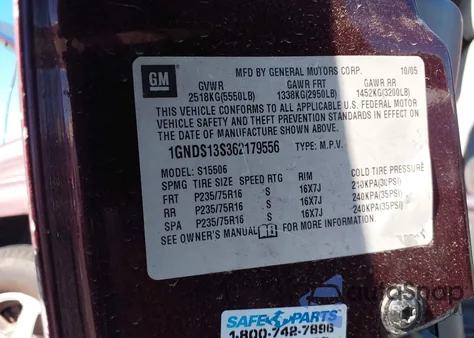 GM
MFD BY GENERAL MOTORS CORP. 10/05
GVWR GAWR FRT GAWR RR
2518KG(5550LB) 1338KG(2950LB) 1452KG(3200LB)
THIS VEHICLE CONFORMS TO ALL APPLICABLE U.S. FEDERAL MOTOR
VEHICLE SAFETY AND THEFT PREVENTION STANDARDS IN EFFECT ON
THE DATE OF MANUFACTURE SHOWN ABOVE.
1GNDS13S362179556 TYPE: M.P.V.
MODEL: S15506
SPMG TIRE SIZE SPEED RTG RIM COLD TIRE PRESSURE
FRT P235/75R16 S 16X7J 210KPA(30PSI)
RR P235/75R16 S 16X7J 240KPA(35PSI)
SPA P235/75R16 S 16X7J 240KPA(35PSI)
SEE OWNER'S MANUAL FOR MORE INFORMATION.
autosnap
SAFE PARTS
1-800-742-7896